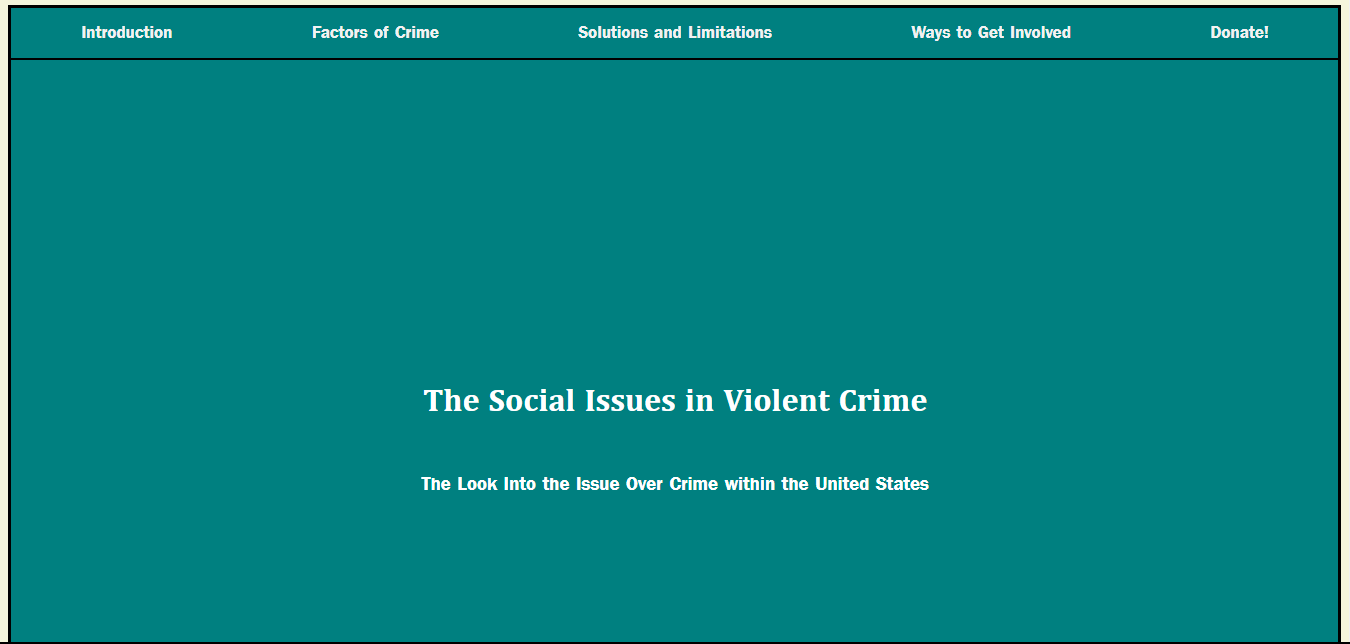 Introduction Factors of Crime Solutions and Limitations Ways to Get Involved Donate!
The Social Issues in Violent Crime
The Look Into the Issue Over Crime within the United States